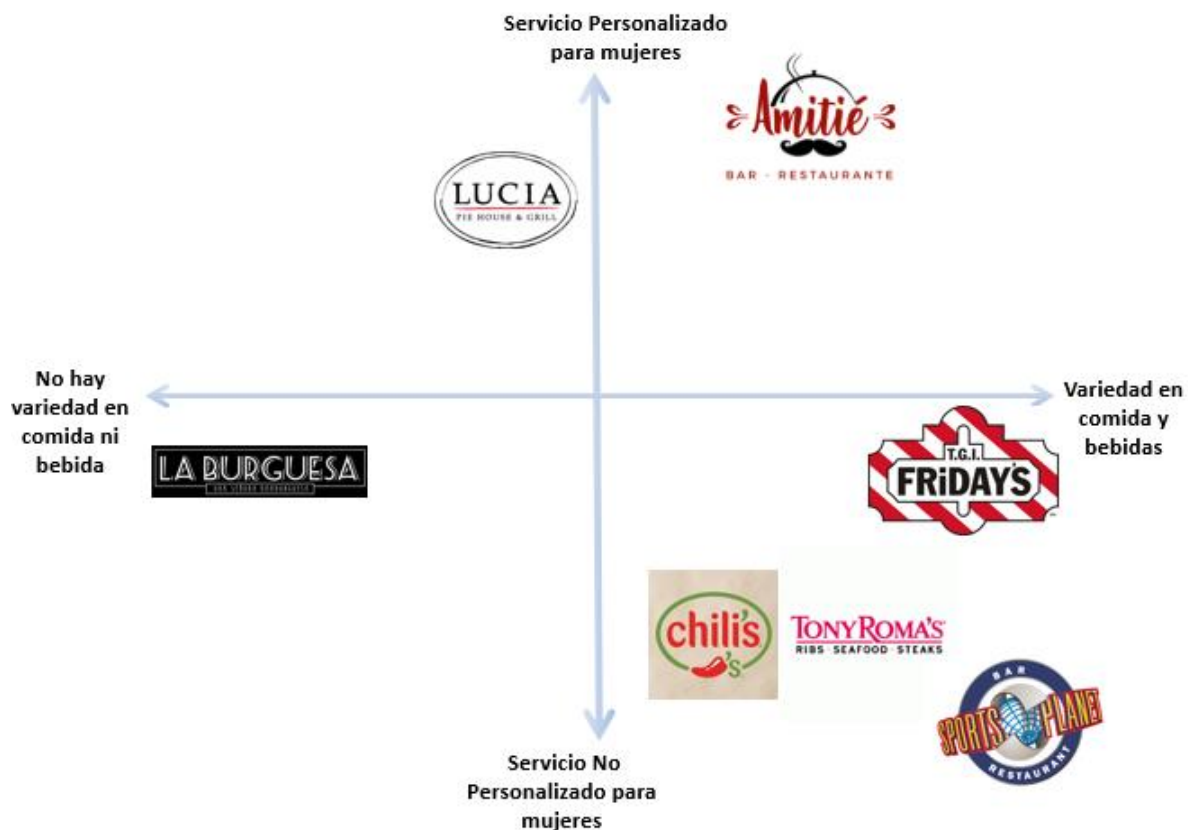 Servicio Personalizado
para mujeres
Amitié
BAR - RESTAURANTE
LUCIA
PIE HOUSE & GRILL
No hay
variedad en
comida ni
bebida
Variedad en
comida y
bebidas
LA BURGUESA
T.G.I.
FRiDAY'S
chili's
's
TONY ROMA'S
RIBS · SEAFOOD · STEAKS
BAR
SPORTS PLANET
RESTAURANT
Servicio No
Personalizado para
mujeres